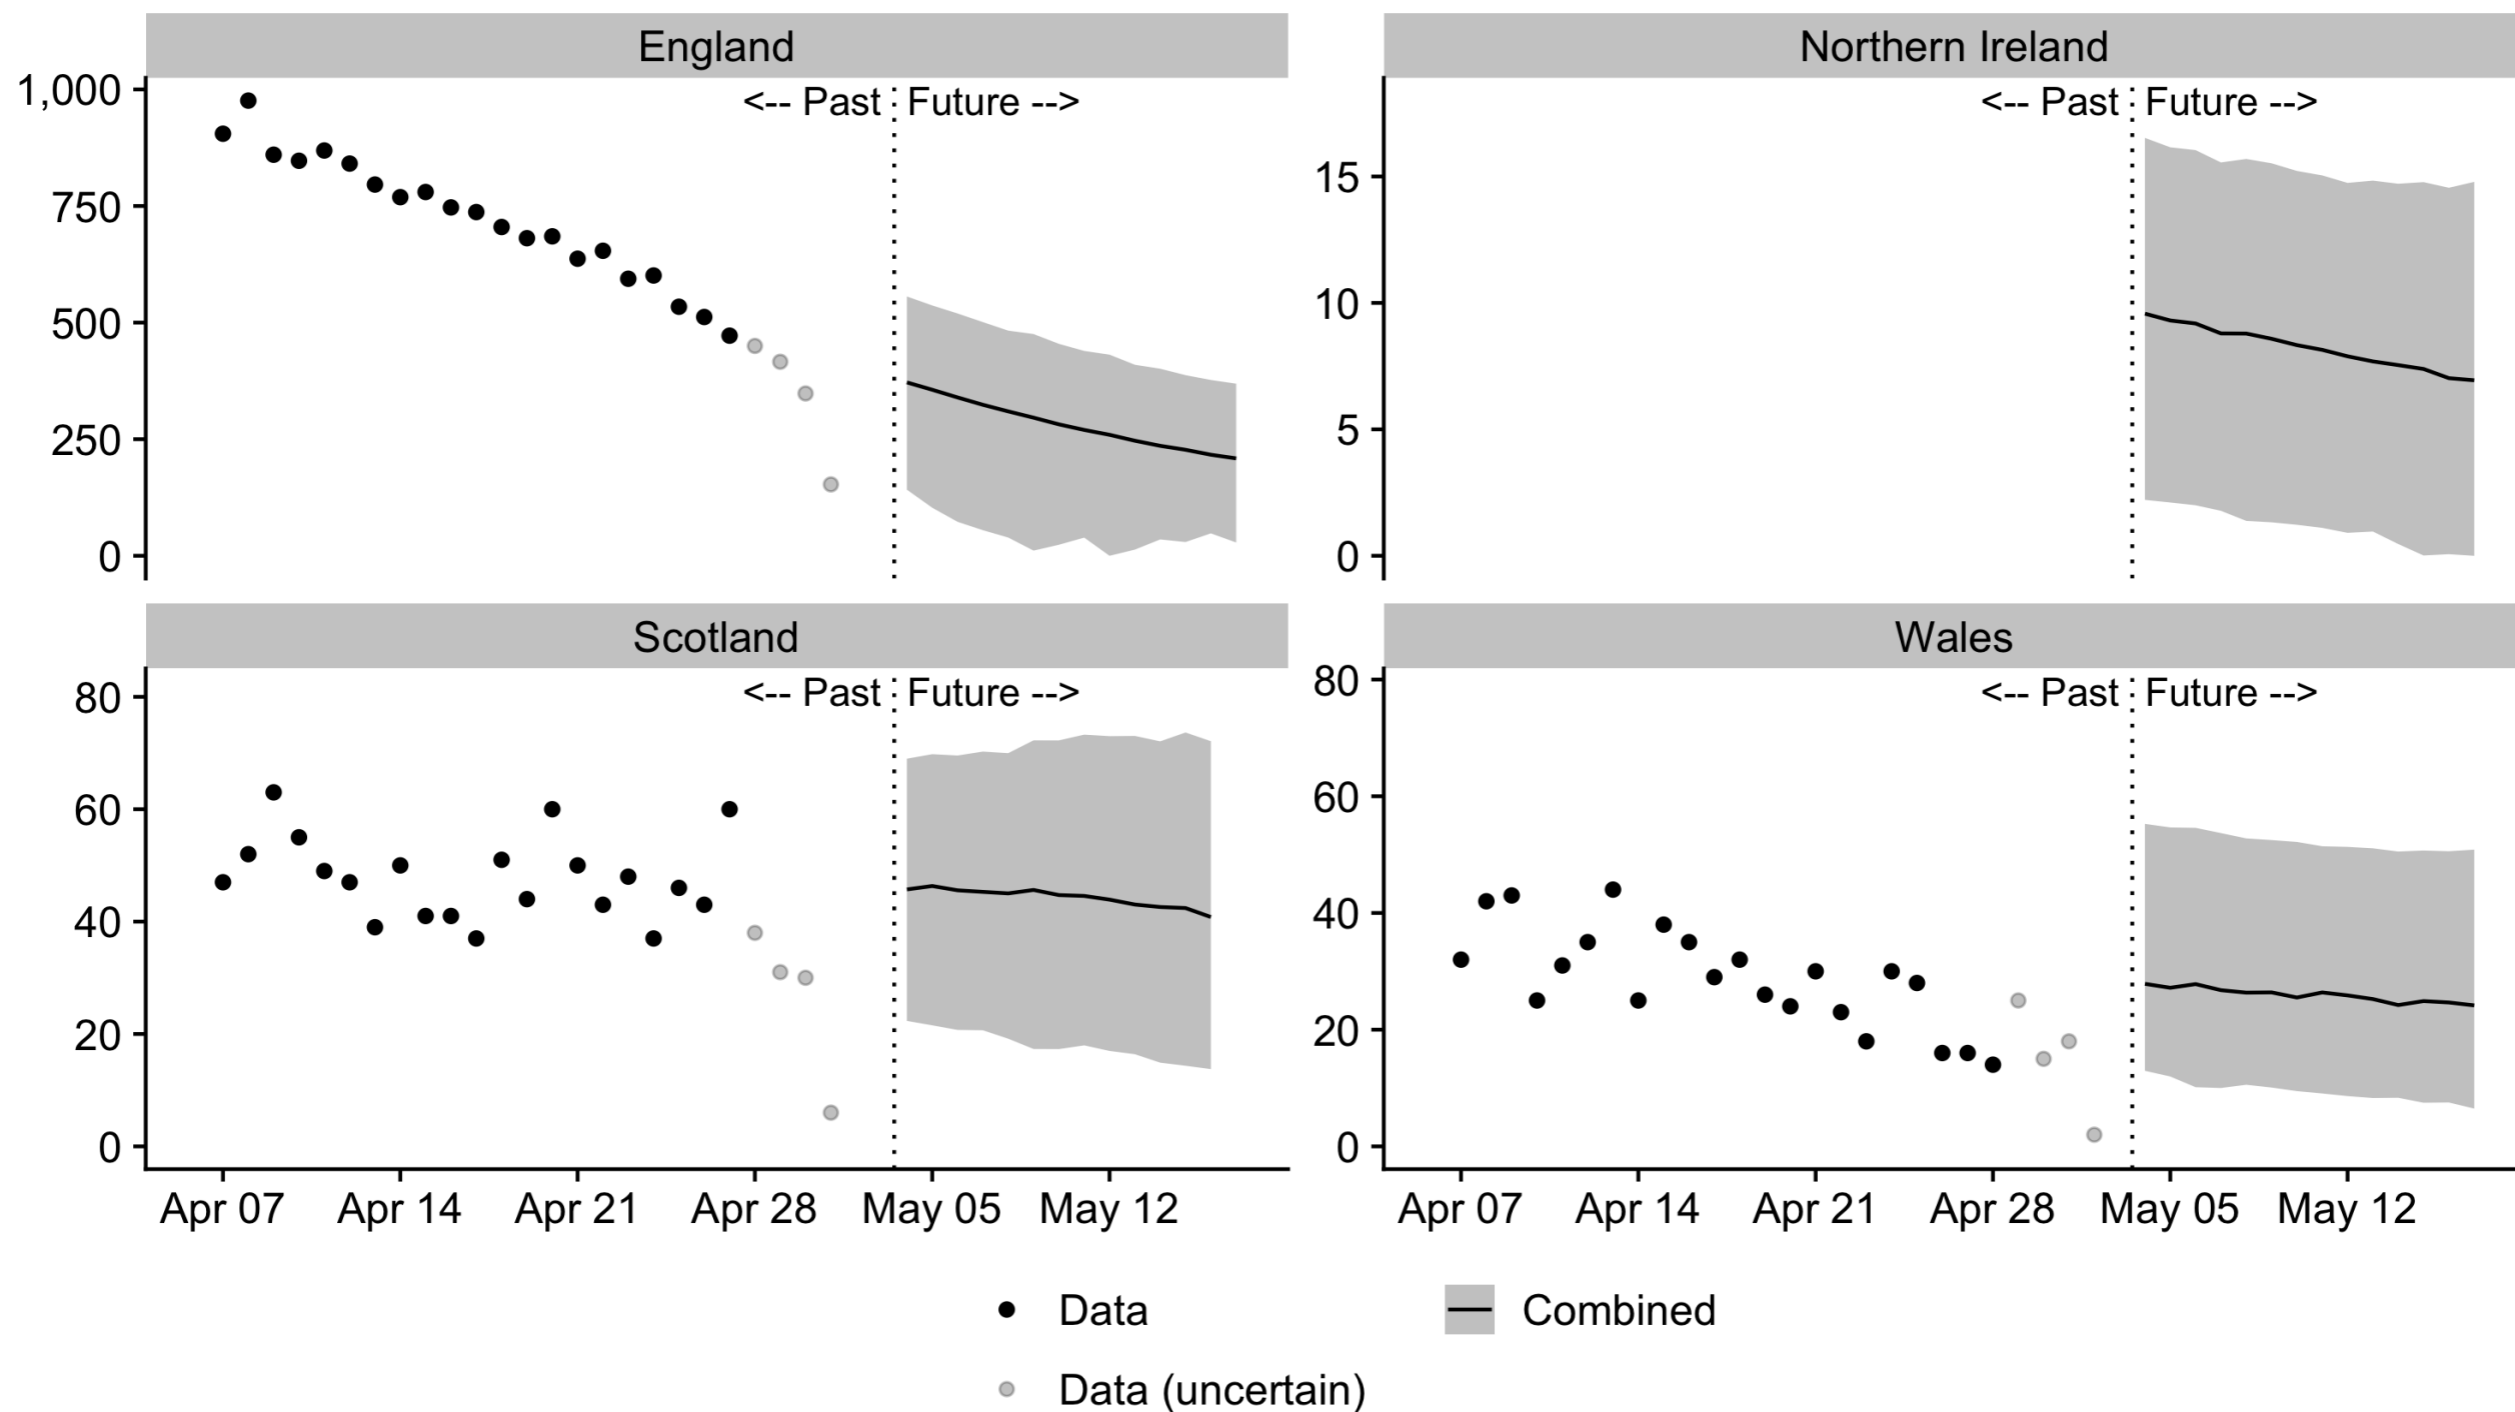 England
1,000
750
500
250
0
<-- Past
Future -->
Northern Ireland
15
10
5
0
<-- Past
Future -->
Scotland
80
60
40
20
0
<-- Past
Future -->
Apr 07
Apr 14
Apr 21
Apr 28
May 05
May 12
Wales
80
60
40
20
0
<-- Past
Future -->
Apr 07
Apr 14
Apr 21
Apr 28
May 05
May 12
Data
Data (uncertain)
Combined